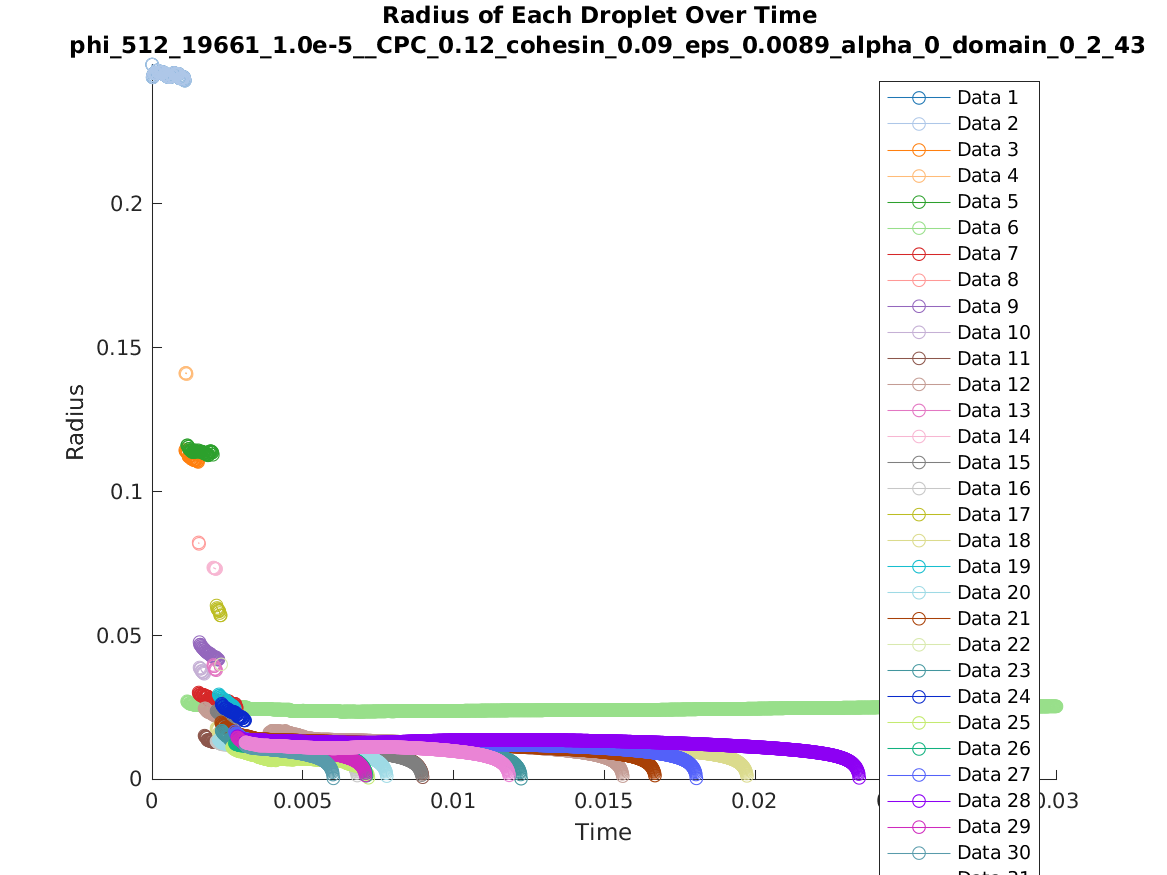 Radius of Each Droplet Over Time
phi_512_19661_1.0e-5__CPC_0.12_cohesin_0.09_eps_0.0089_alpha_0_domain_0_2_43
0.2
0.15
0.1
0.05
0
Radius
0
0.005
0.01
0.015
0.02
0.03
Time
Data 1
Data 2
Data 3
Data 4
Data 5
Data 6
Data 7
Data 8
Data 9
Data 10
Data 11
Data 12
Data 13
Data 14
Data 15
Data 16
Data 17
Data 18
Data 19
Data 20
Data 21
Data 22
Data 23
Data 24
Data 25
Data 26
Data 27
Data 28
Data 29
Data 30